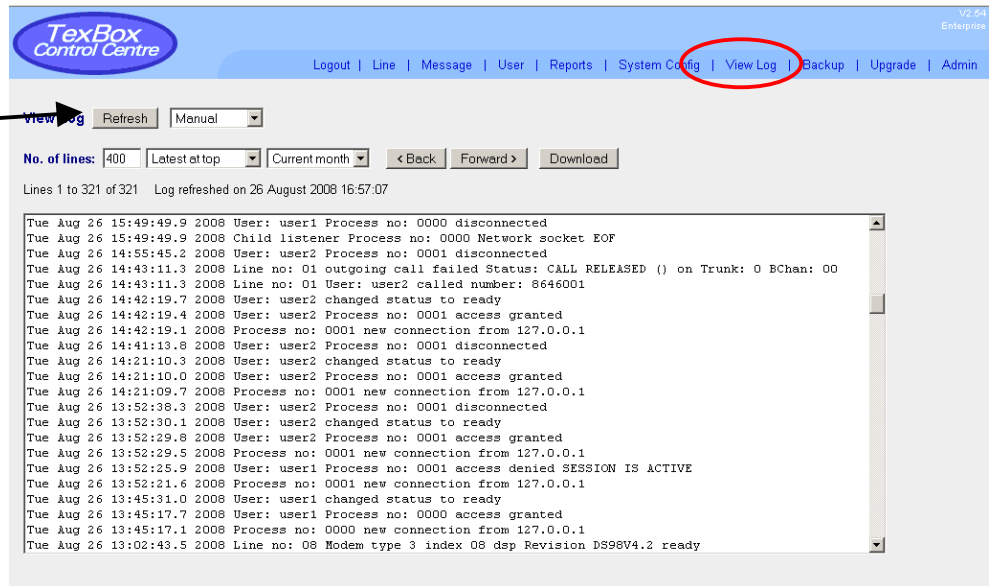 V2.54
Enterprise
TexBox
Control Centre
Logout | Line | Message | User | Reports | System Config | View Log | Backup | Upgrade | Admin
View Log Refresh Manual
No. of lines: 400 Latest at top Current month < Back Forward > Download
Lines 1 to 321 of 321 Log refreshed on 26 August 2008 16:57:07
Tue Aug 26 15:49:49.9 2008 User: user1 Process no: 0000 disconnected
Tue Aug 26 15:49:49.9 2008 Child listener Process no: 0000 Network socket EOF
Tue Aug 26 14:55:45.2 2008 User: user2 Process no: 0001 disconnected
Tue Aug 26 14:43:11.3 2008 Line no: 01 outgoing call failed Status: CALL RELEASED () on Trunk: 0 BChan: 00
Tue Aug 26 14:43:11.3 2008 Line no: 01 User: user2 called number: 8646001
Tue Aug 26 14:42:19.7 2008 User: user2 changed status to ready
Tue Aug 26 14:42:19.4 2008 User: user2 Process no: 0001 access granted
Tue Aug 26 14:42:19.1 2008 Process no: 0001 new connection from 127.0.0.1
Tue Aug 26 14:41:13.8 2008 User: user2 Process no: 0001 disconnected
Tue Aug 26 14:21:10.3 2008 User: user2 changed status to ready
Tue Aug 26 14:21:10.0 2008 User: user2 Process no: 0001 access granted
Tue Aug 26 14:21:09.7 2008 Process no: 0001 new connection from 127.0.0.1
Tue Aug 26 13:52:38.3 2008 User: user2 Process no: 0001 disconnected
Tue Aug 26 13:52:30.1 2008 User: user2 changed status to ready
Tue Aug 26 13:52:29.8 2008 User: user2 Process no: 0001 access granted
Tue Aug 26 13:52:29.5 2008 Process no: 0001 new connection from 127.0.0.1
Tue Aug 26 13:52:25.9 2008 User: user1 Process no: 0001 access denied SESSION IS ACTIVE
Tue Aug 26 13:52:21.6 2008 Process no: 0001 new connection from 127.0.0.1
Tue Aug 26 13:45:31.0 2008 User: user1 changed status to ready
Tue Aug 26 13:45:17.7 2008 User: user1 Process no: 0000 access granted
Tue Aug 26 13:45:17.1 2008 Process no: 0000 new connection from 127.0.0.1
Tue Aug 26 13:02:43.5 2008 Line no: 08 Modem type 3 index 08 dsp Revision DS98V4.2 ready